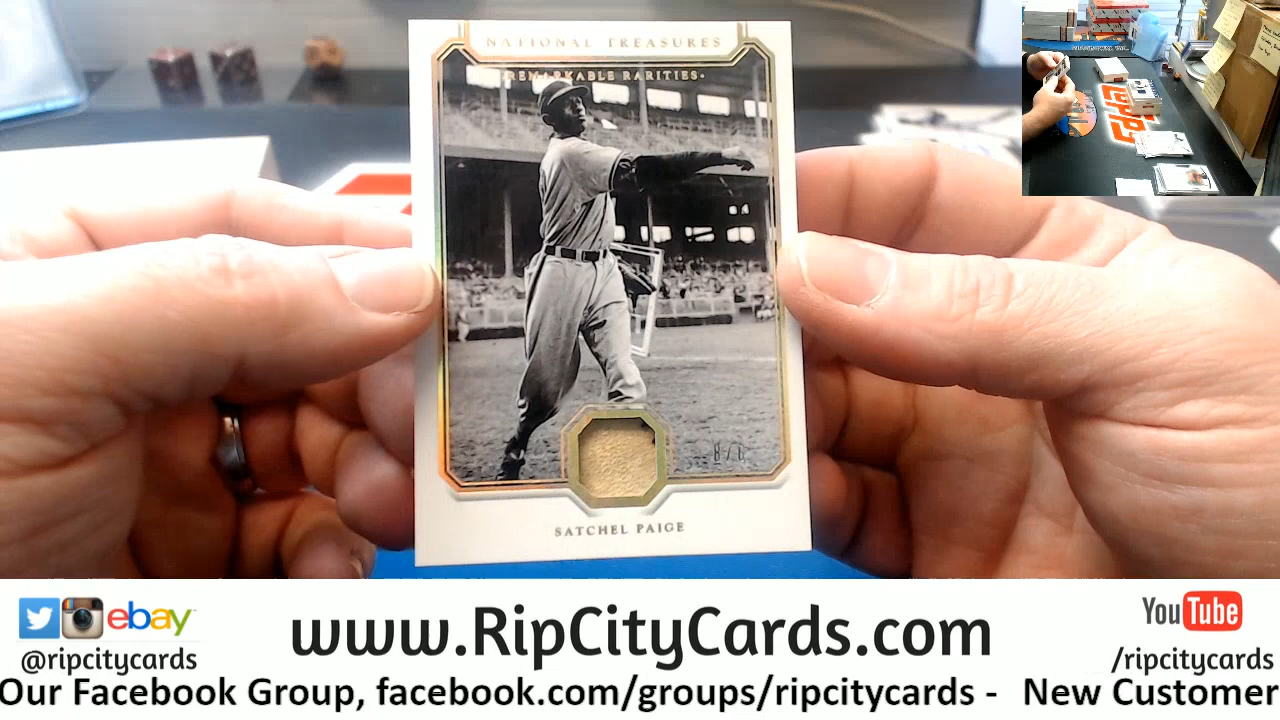 NATIONAL TREASURES
·REMARKABLE RARITIES·
SATCHEL PAIGE
ebay
www.RipCityCards.com
YouTube
@ripcitycards
/ripcitycards
Our Facebook Group, facebook.com/groups/ripcitycards - New Customer